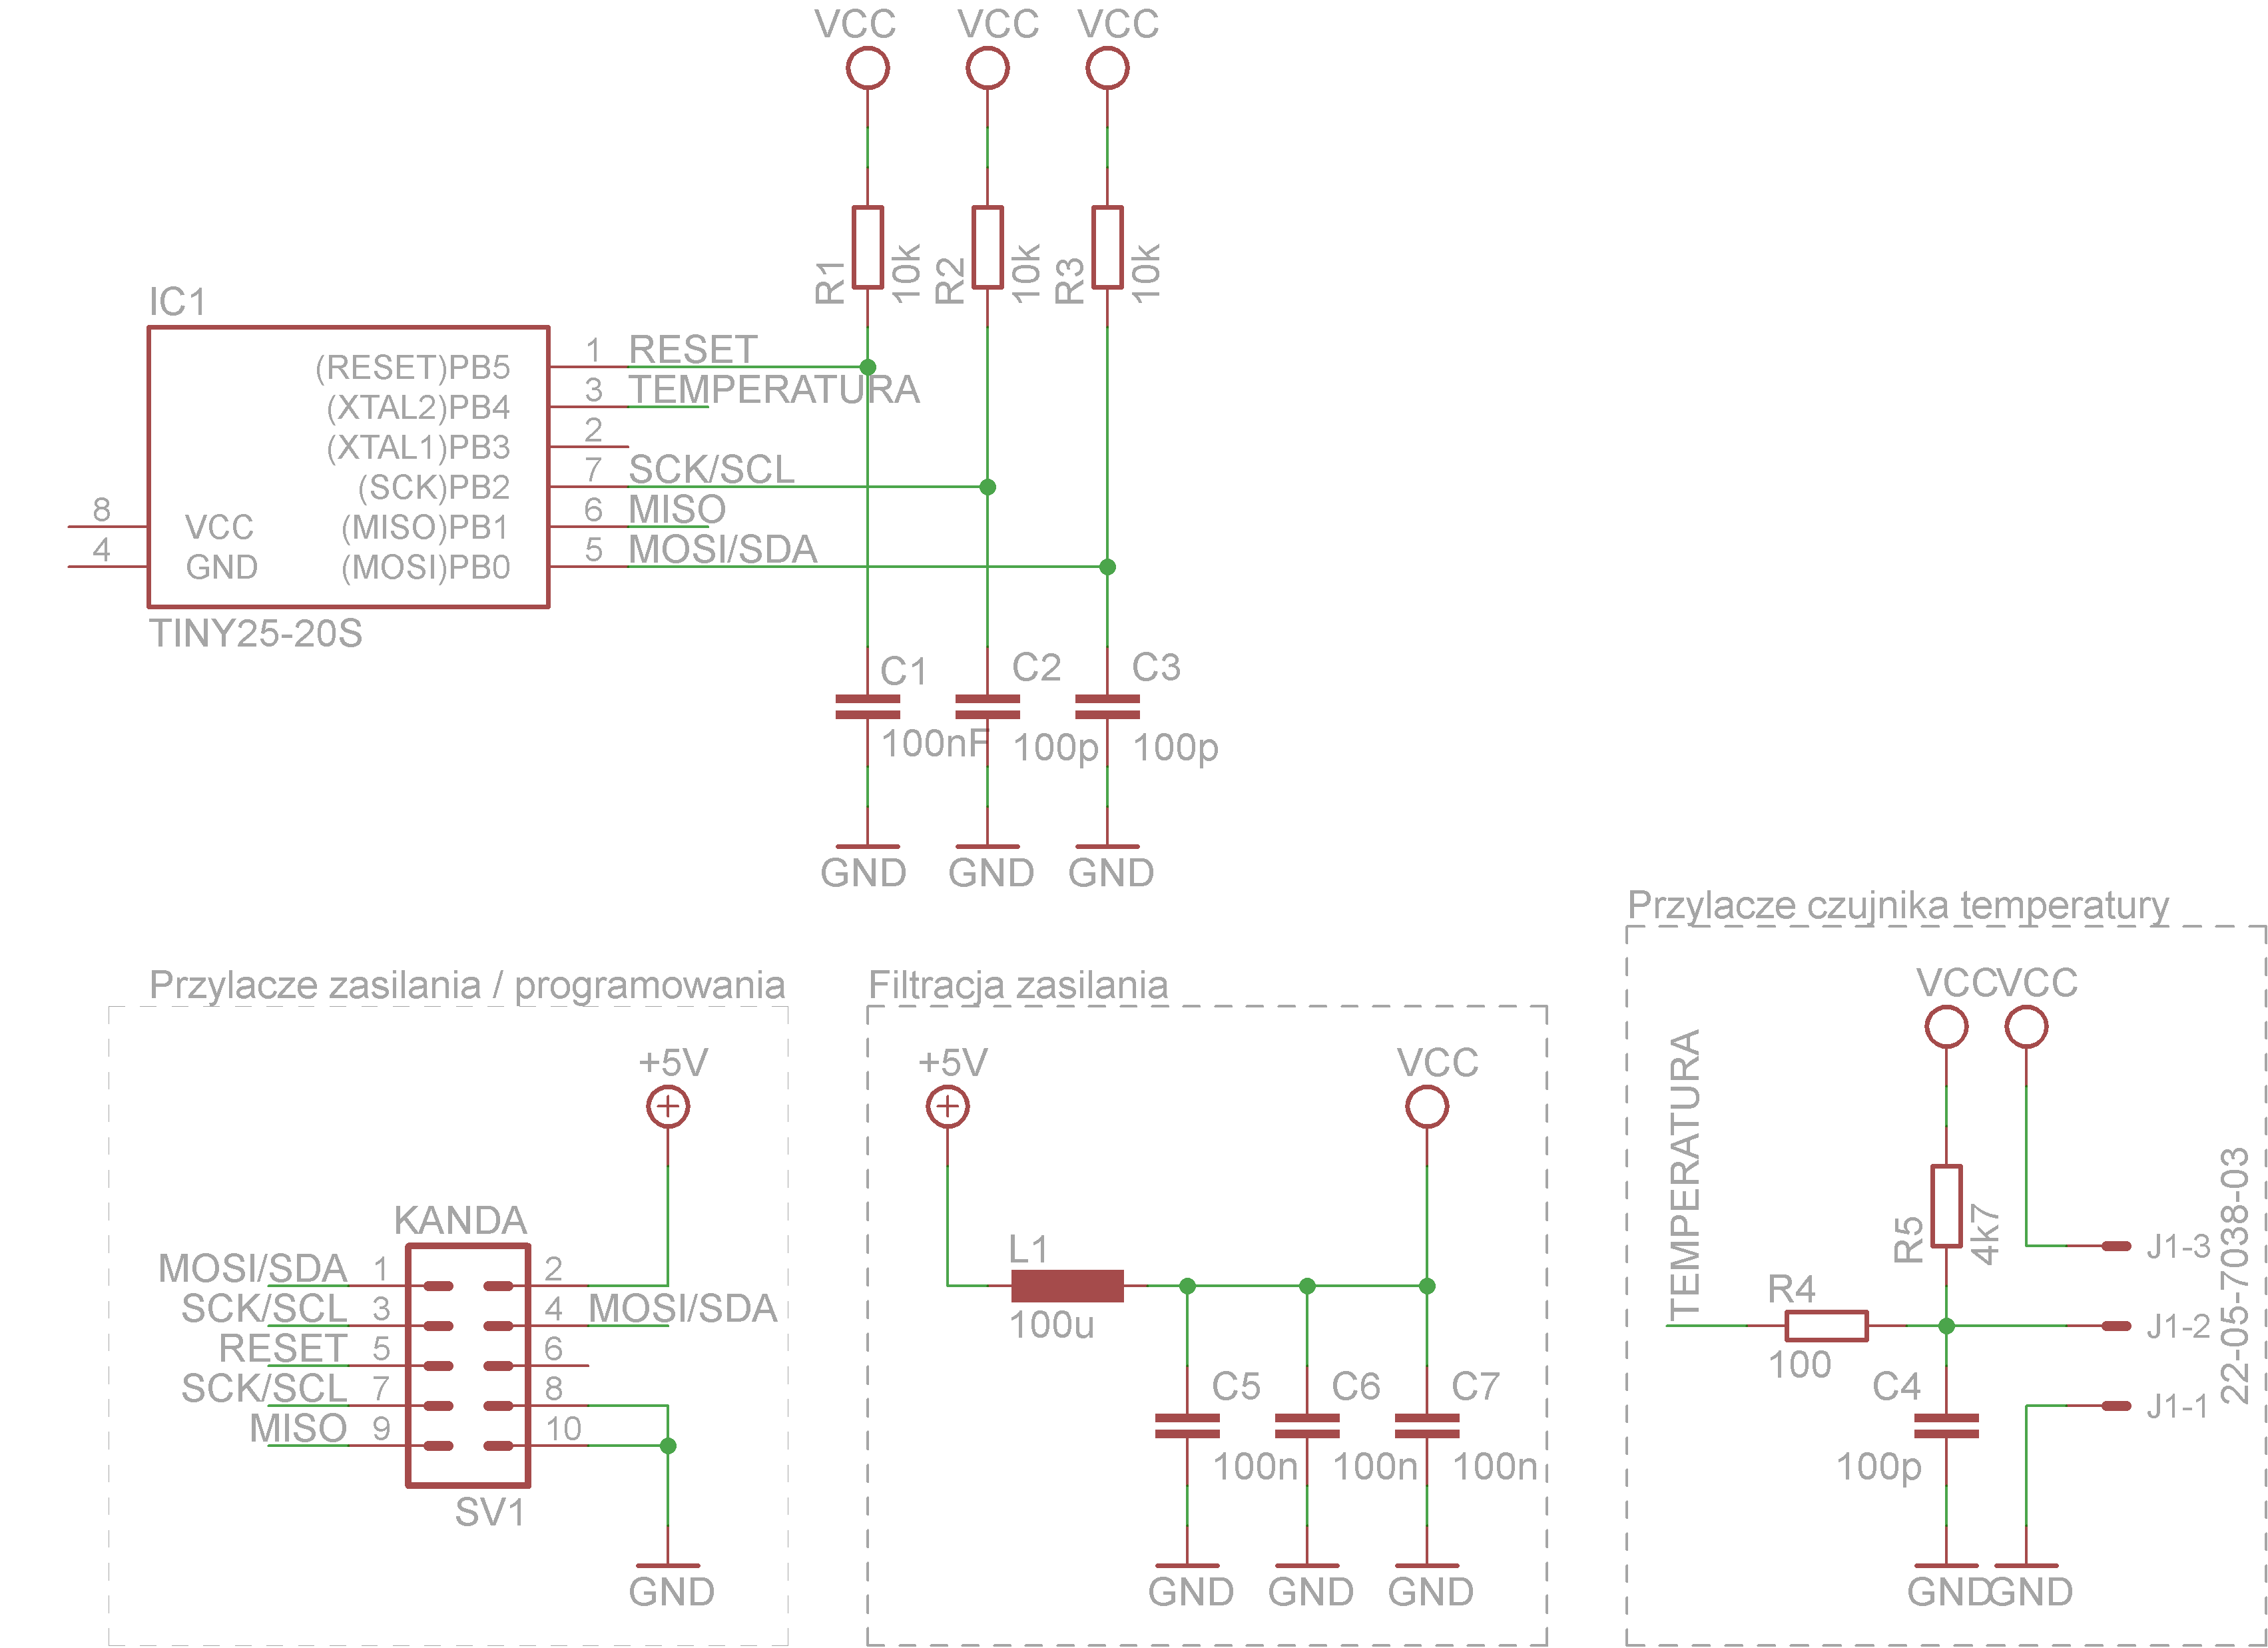 VCC VCC VCC
R1 10k R2 10k R3 10k
IC1
(RESET)PB5 1 RESET
(XTAL2)PB4 3 TEMPERATURA
(XTAL1)PB3 2
(SCK)PB2 7 SCK/SCL
8 VCC (MISO)PB1 6 MISO
4 GND (MOSI)PB0 5 MOSI/SDA
TINY25-20S
C1 C2 C3
100nF 100p 100p
GND GND GND
Przylacze zasilania / programowania
+5V
KANDA
MOSI/SDA 1 2
SCK/SCL 3 4 MOSI/SDA
RESET 5 6
SCK/SCL 7 8
MISO 9 10
SV1
GND
Filtracja zasilania
+5V VCC
L1
100u
C5 C6 C7
100n 100n 100n
GND GND GND
Przylacze czujnika temperatury
VCC VCC
TEMPERATURA
R5 4k7
J1-3
R4
100
J1-2
C4
100p
J1-1
22-05-7038-03
GND GND